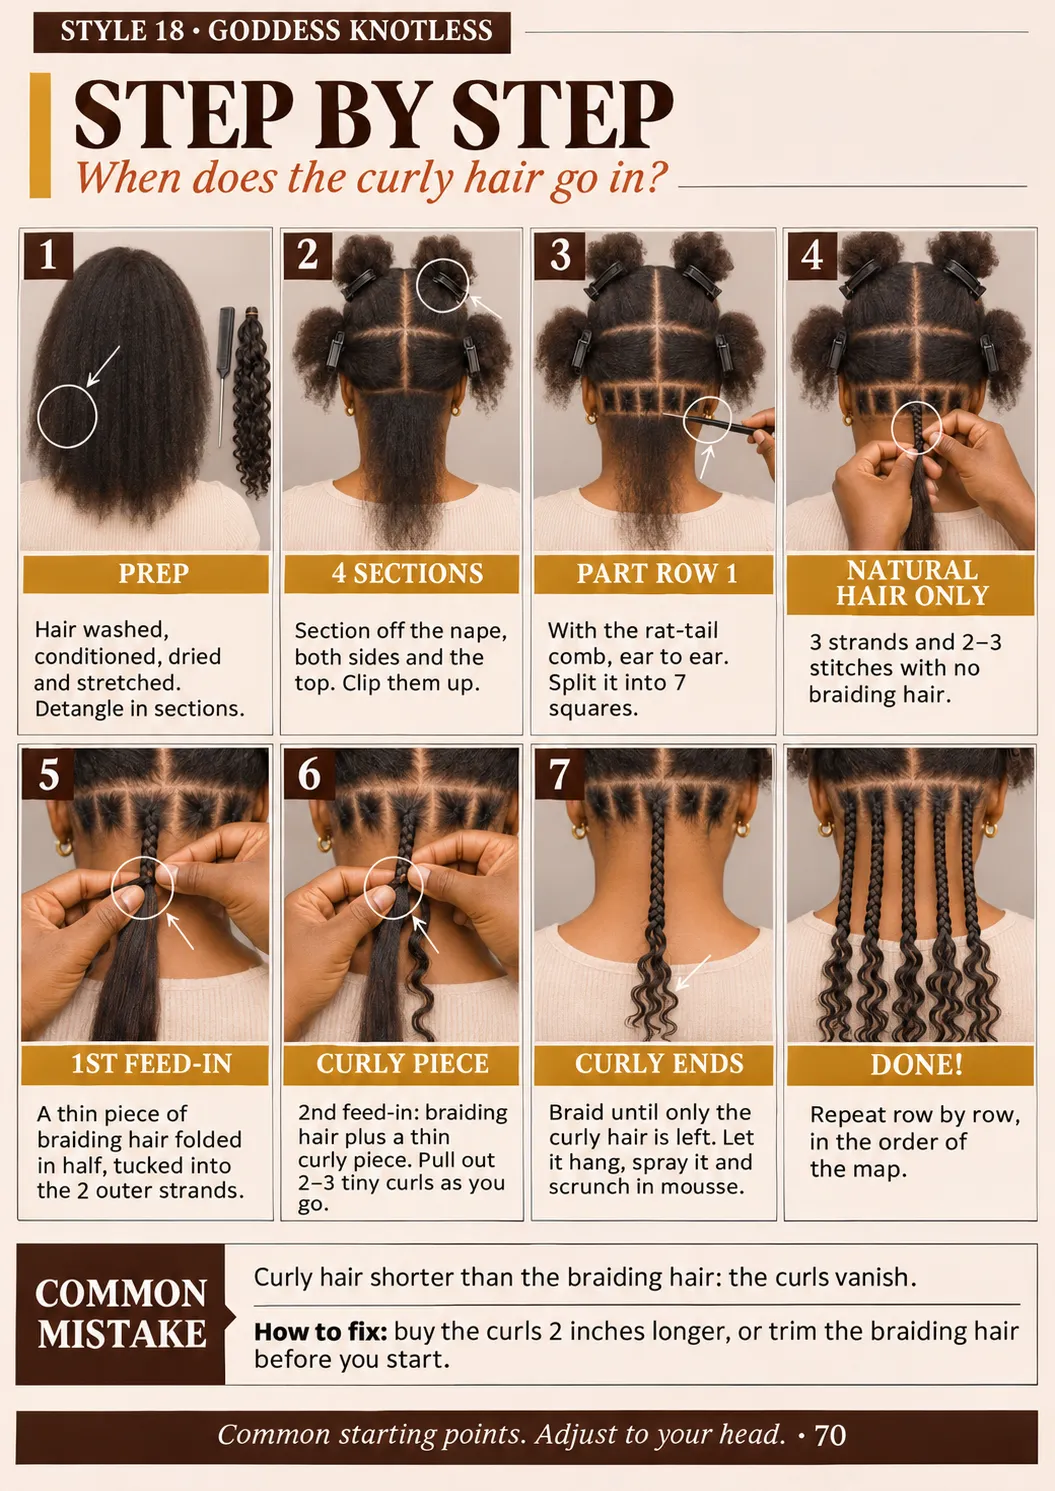 STYLE 18 • GODDESS KNOTLESS
STEP BY STEP
When does the curly hair go in?
1
PREP
Hair washed,
conditioned, dried
and stretched.
Detangle in sections.
2
4 SECTIONS
Section off the nape,
both sides and the
top. Clip them up.
3
PART ROW 1
With the rat-tail
comb, ear to ear.
Split it into 7
squares.
4
NATURAL
HAIR ONLY
3 strands and 2–3
stitches with no
braiding hair.
5
1ST FEED-IN
A thin piece of
braiding hair folded
in half, tucked into
the 2 outer strands.
6
CURLY PIECE
2nd feed-in: braiding
hair plus a thin
curly piece. Pull out
2–3 tiny curls as you
go.
7
CURLY ENDS
Braid until only the
curly hair is left. Let
it hang, spray it and
scrunch in mousse.
DONE!
Repeat row by row,
in the order of
the map.
COMMON
MISTAKE
Curly hair shorter than the braiding hair: the curls vanish.
How to fix: buy the curls 2 inches longer, or trim the braiding hair
before you start.
Common starting points. Adjust to your head. • 70